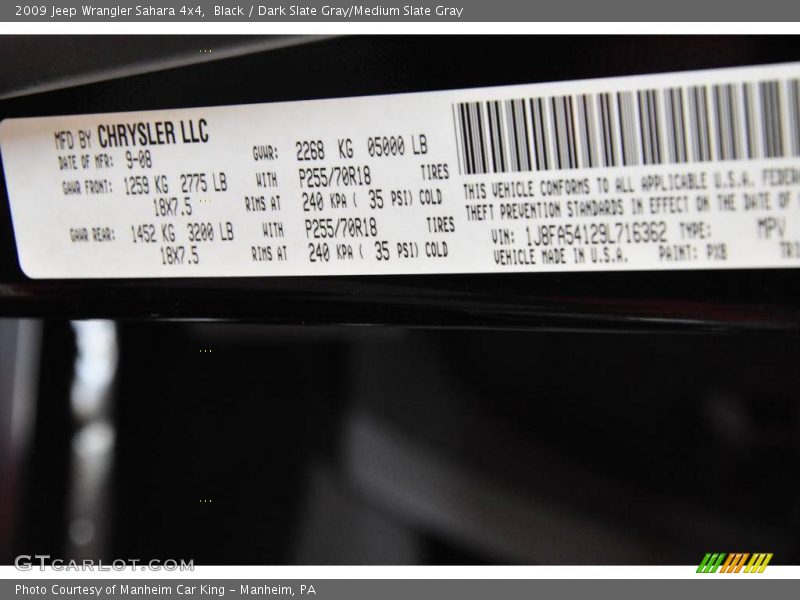 2009 Jeep Wrangler Sahara 4x4, Black / Dark Slate Gray/Medium Slate Gray
MFD BY CHRYSLER LLC
DATE OF MFR: 9-08 GVWR: 2268 KG 05000 LB
GAWR FRONT: 1259 KG 2775 LB WITH P255/70R18 TIRES
18X7.5 RIMS AT 240 KPA ( 35 PSI) COLD
GAWR REAR: 1452 KG 3200 LB WITH P255/70R18 TIRES
18X7.5 RIMS AT 240 KPA ( 35 PSI) COLD
THIS VEHICLE CONFORMS TO ALL APPLICABLE U.S.A. FEDER
THEFT PREVENTION STANDARDS IN EFFECT ON THE DATE OF
VIN: 1J8FA54129L716362 TYPE: MPV
VEHICLE MADE IN U.S.A. PAINT: PX8 TRI
GTCARLOT.COM
Photo Courtesy of Manheim Car King – Manheim, PA